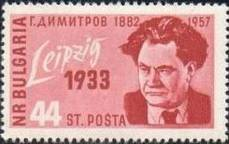 Г. ДИМИТРОВ 1882 1957
NR BULGARIA
Leipzig
1933
44 ST. POSTA